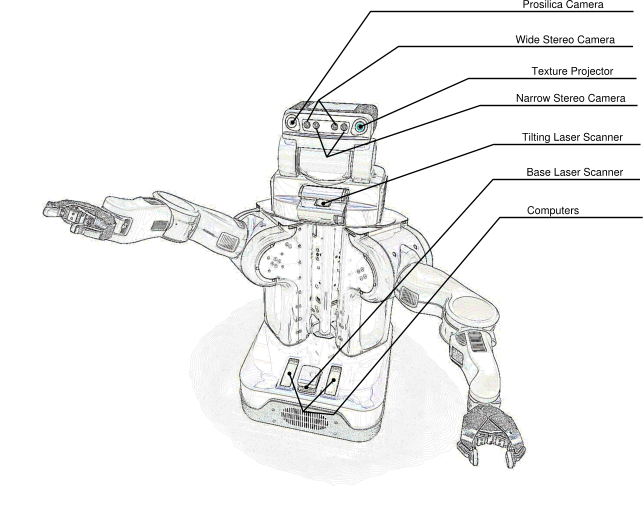 Prosilica Camera
Wide Stereo Camera
Texture Projector
Narrow Stereo Camera
Tilting Laser Scanner
Base Laser Scanner
Computers